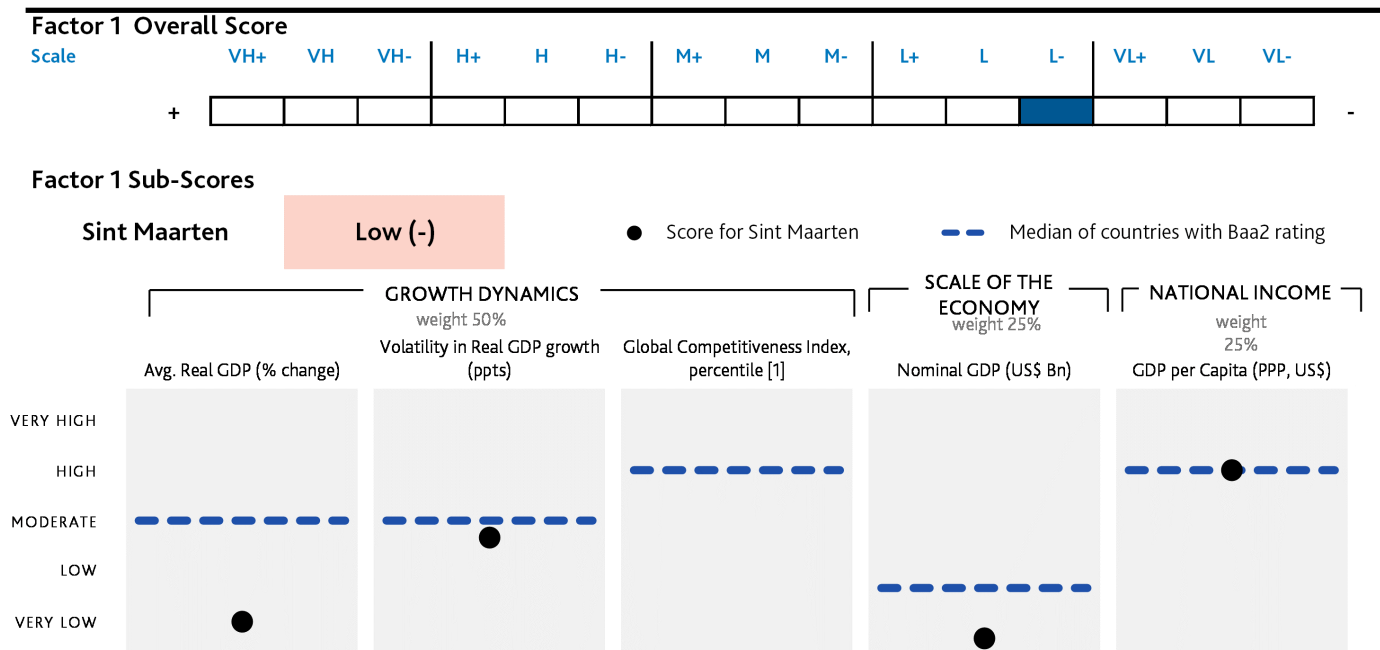 Factor 1 Overall Score
Scale VH+ VH VH- H+ H H- M+ M M- L+ L L- VL+ VL VL-
+ -
Factor 1 Sub-Scores
Sint Maarten Low (-) Score for Sint Maarten Median of countries with Baa2 rating
GROWTH DYNAMICS
weight 50%
SCALE OF THE
ECONOMY
weight 25%
NATIONAL INCOME
weight
25%
Avg. Real GDP (% change)
Volatility in Real GDP growth
(ppts)
Global Competitiveness Index,
percentile [1]
Nominal GDP (US$ Bn)
GDP per Capita (PPP, US$)
VERY HIGH
HIGH
MODERATE
LOW
VERY LOW